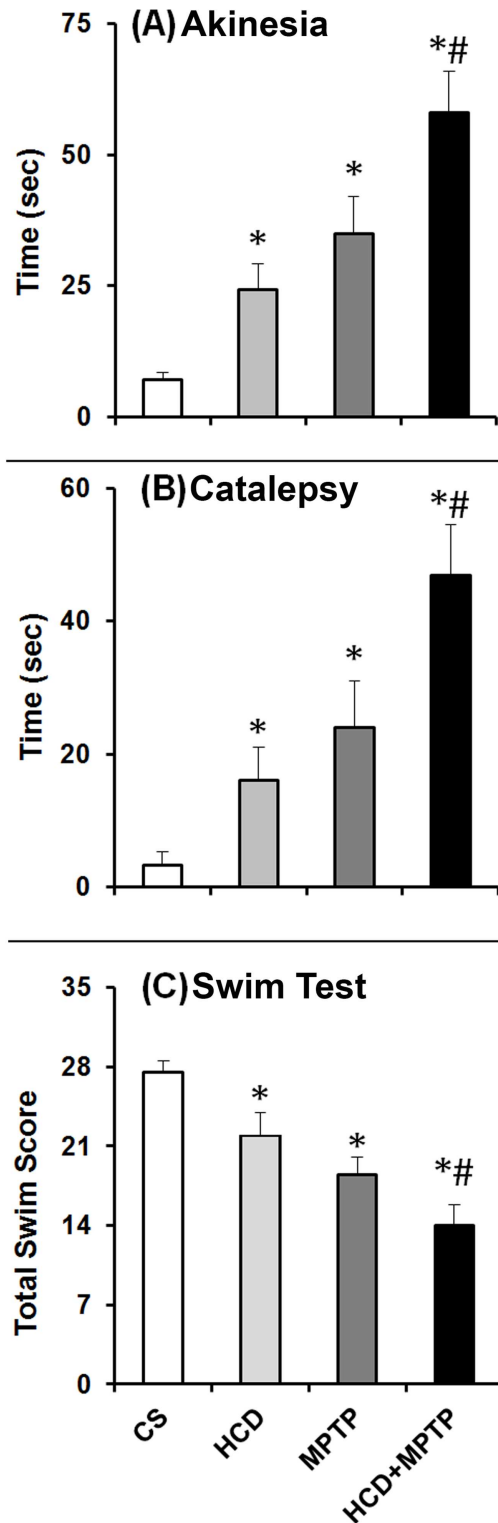 (A) Akinesia
75
50
25
0
Time (sec)
*
*
*#
(B) Catalepsy
60
40
20
0
Time (sec)
*
*
*#
(C) Swim Test
35
28
21
14
7
0
Total Swim Score
*
*
*#
CS
HCD
MPTP
HCD+MPTP